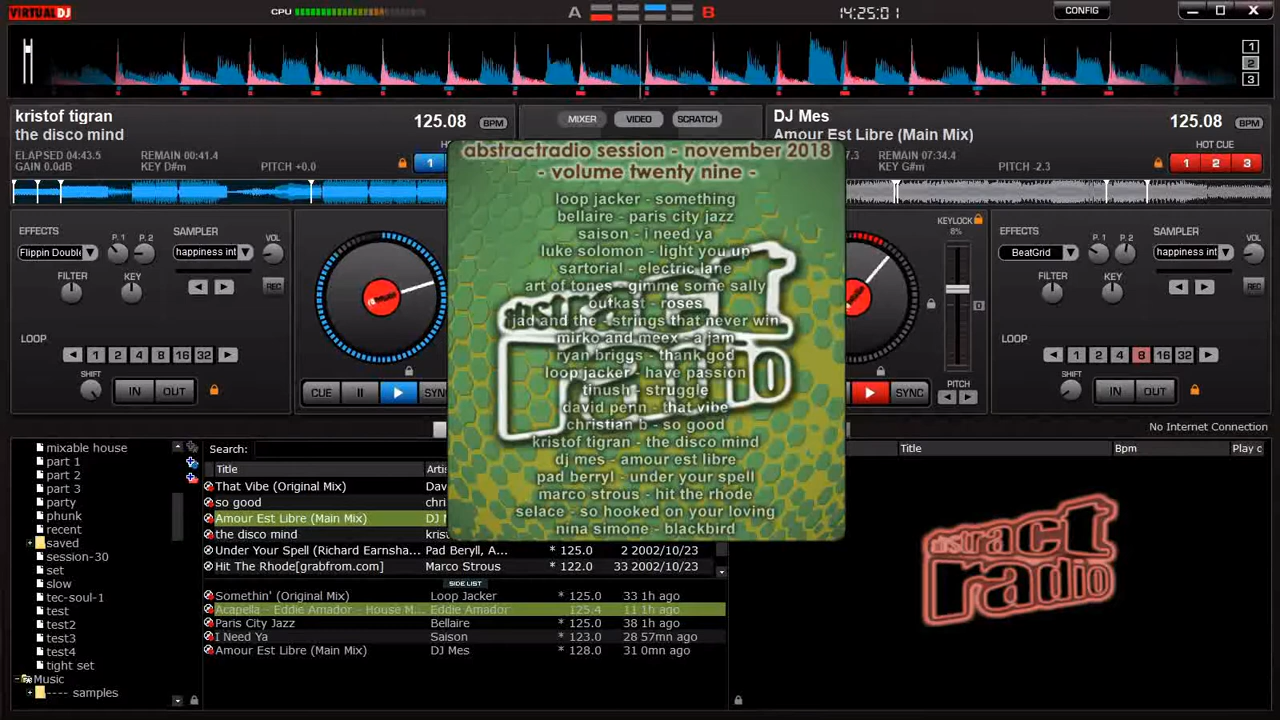 VIRTUAL DJ
CPU
A
B
14:25:01
CONFIG
1
2
3
kristof tigran
the disco mind
125.08
BPM
MIXER
VIDEO
SCRATCH
DJ Mes
Amour Est Libre (Main Mix)
125.08
BPM
ELAPSED 04:43.5
REMAIN 00:41.4
GAIN 0.0dB
KEY D#m
PITCH +0.0
1
REMAIN 07:34.4
KEY G#m
PITCH -2.3
HOT CUE
1 2 3
abstractradio session - november 2018
- volume twenty nine -
loop jacker - something
bellaire - paris city jazz
saison - i need ya
luke solomon - light you up
sartorial - electric lane
art of tones - gimme some sally
outkast - roses
jad and the - strings that never win
mirko and meex - a jam
ryan briggs - thank god
loop jacker - have passion
tinush - struggle
david penn - that vibe
christian b - so good
kristof tigran - the disco mind
dj mes - amour est libre
pad berryl - under your spell
marco strous - hit the rhode
selace - so hooked on your loving
nina simone - blackbird
abstract
radio
EFFECTS
Flippin Double
P. 1
P. 2
SAMPLER
happiness int
VOL
FILTER
KEY
REC
LOOP
1 2 4 8 16 32
SHIFT
IN
OUT
CUE
SYNC
KEYLOCK
8%
0
PITCH
SYNC
EFFECTS
BeatGrid
P. 1
P. 2
SAMPLER
happiness int
VOL
FILTER
KEY
REC
LOOP
1 2 4 8 16 32
SHIFT
IN
OUT
No Internet Connection
mixable house
part 1
part 2
part 3
party
phunk
recent
saved
session-30
set
slow
tec-soul-1
test
test2
test3
test4
tight set
Music
---- samples
Search:
Title
Artis
That Vibe (Original Mix) Dav
so good chri
Amour Est Libre (Main Mix) DJ M
the disco mind krist
Under Your Spell (Richard Earnsha... Pad Beryll, A... * 125.0 2 2002/10/23
Hit The Rhode[grabfrom.com] Marco Strous * 122.0 33 2002/10/23
SIDE LIST
Somethin' (Original Mix) Loop Jacker * 125.0 33 1h ago
Acapella - Eddie Amador - House M... Eddie Amador 125.4 11 1h ago
Paris City Jazz Bellaire * 125.0 38 1h ago
I Need Ya Saison * 123.0 28 57mn ago
Amour Est Libre (Main Mix) DJ Mes * 128.0 31 0mn ago
Title
Bpm
Play c
abstract
radio